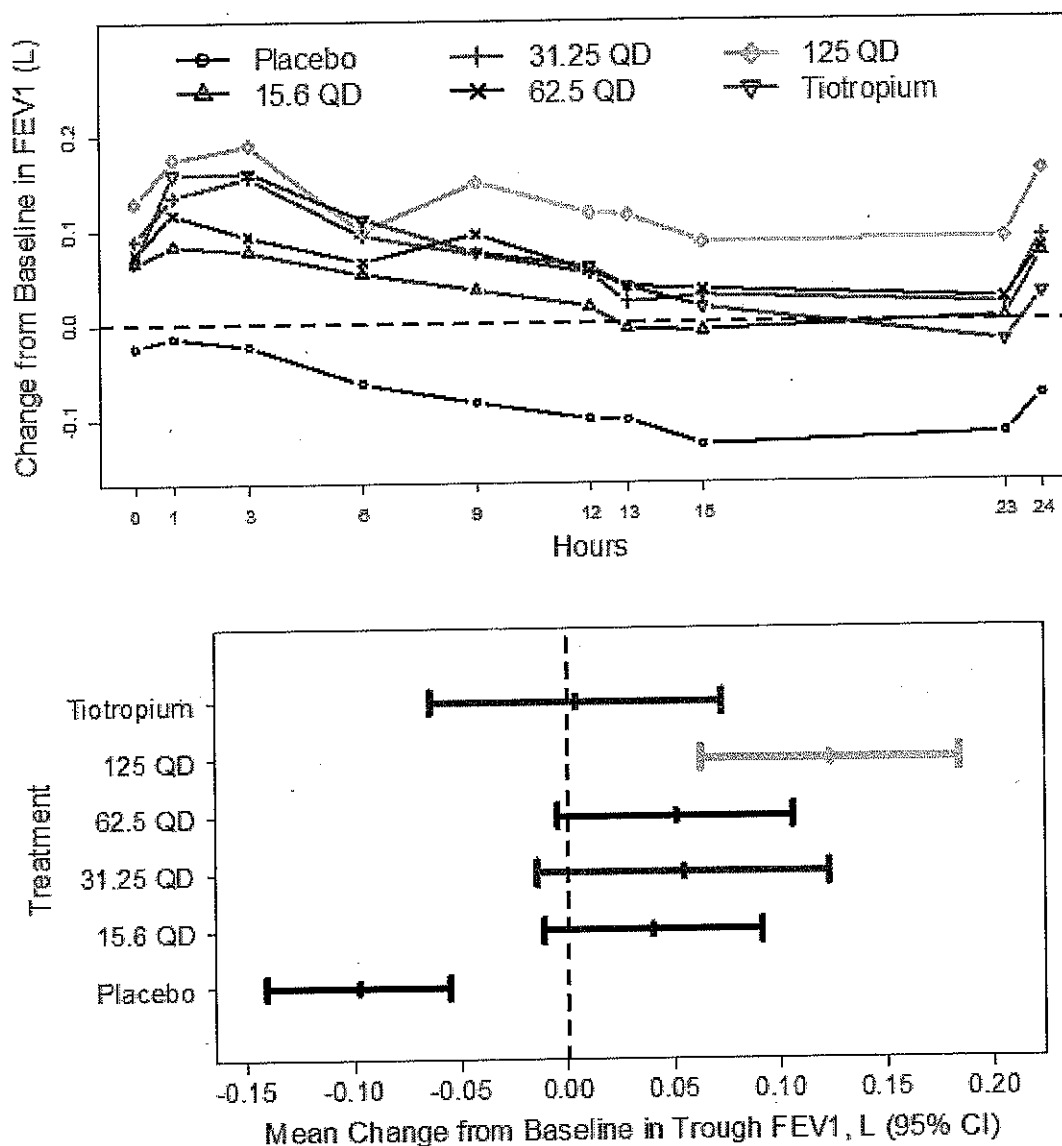 Change from Baseline in FEV1 (L)
Placebo 31.25 QD 125 QD
15.6 QD 62.5 QD Tiotropium
0.2
0.1
0.0
-0.1
0 1 3 6 9 12 13 15 23 24
Hours
Treatment
Tiotropium
125 QD
62.5 QD
31.25 QD
15.6 QD
Placebo
-0.15 -0.10 -0.05 0.00 0.05 0.10 0.15 0.20
Mean Change from Baseline in Trough FEV1, L (95% CI)